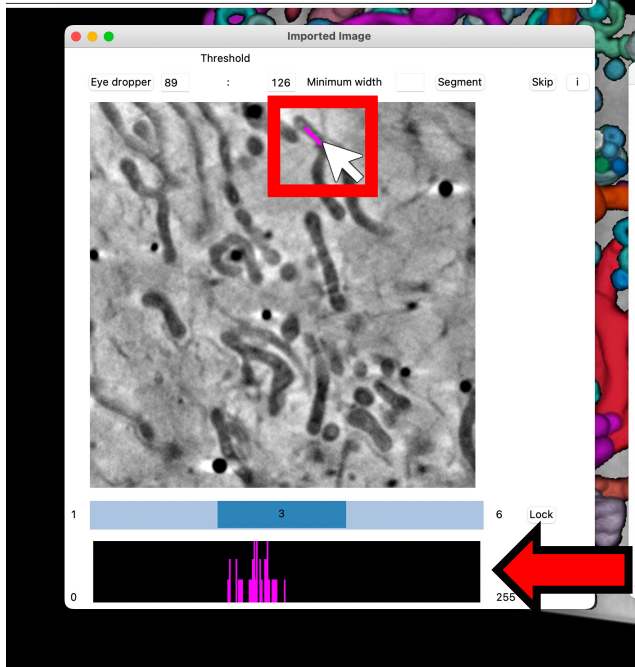 Imported Image
Threshold
Eye dropper 89 : 126 Minimum width Segment Skip i
1 3 6 Lock
0 255